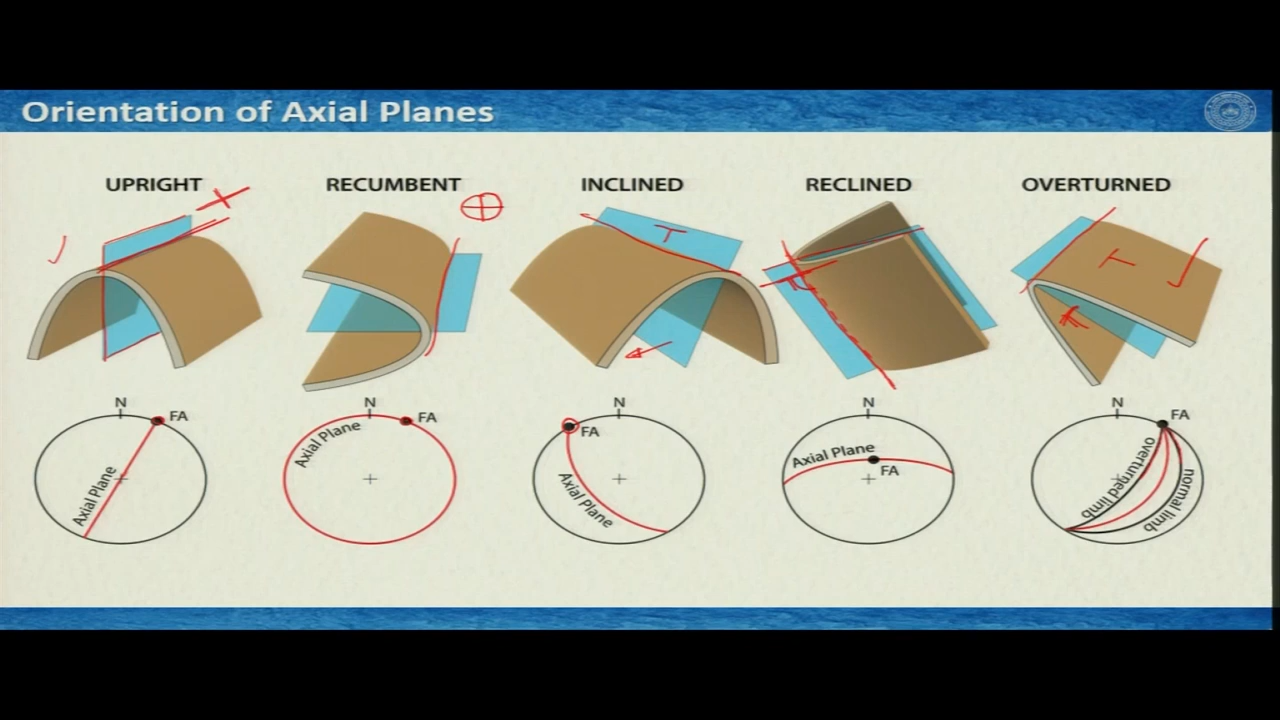 Orientation of Axial Planes
UPRIGHT
RECUMBENT
INCLINED
RECLINED
OVERTURNED
N
FA
Axial Plane
N
FA
Axial Plane
N
FA
Axial Plane
N
Axial Plane
FA
N
FA
overturned limb
normal limb